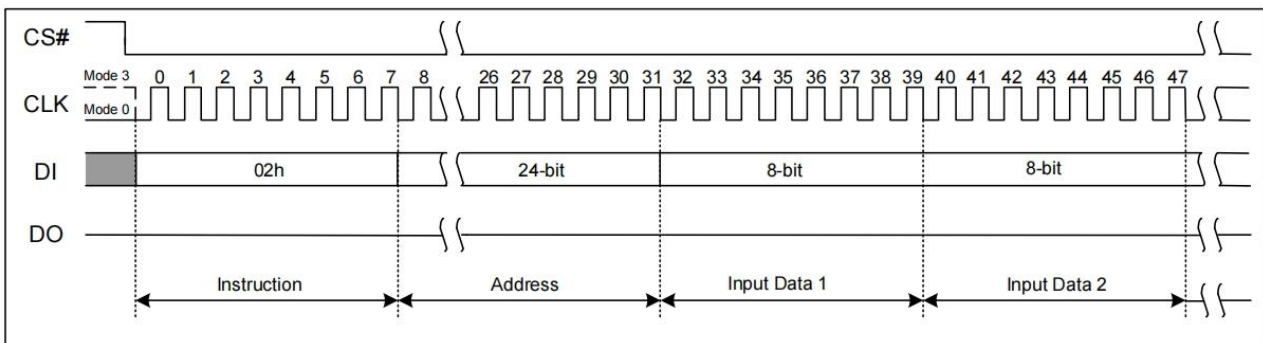 CS#
Mode 3 0 1 2 3 4 5 6 7 8 26 27 28 29 30 31 32 33 34 35 36 37 38 39 40 41 42 43 44 45 46 47
CLK
Mode 0
DI 02h 24-bit 8-bit 8-bit
DO
Instruction Address Input Data 1 Input Data 2